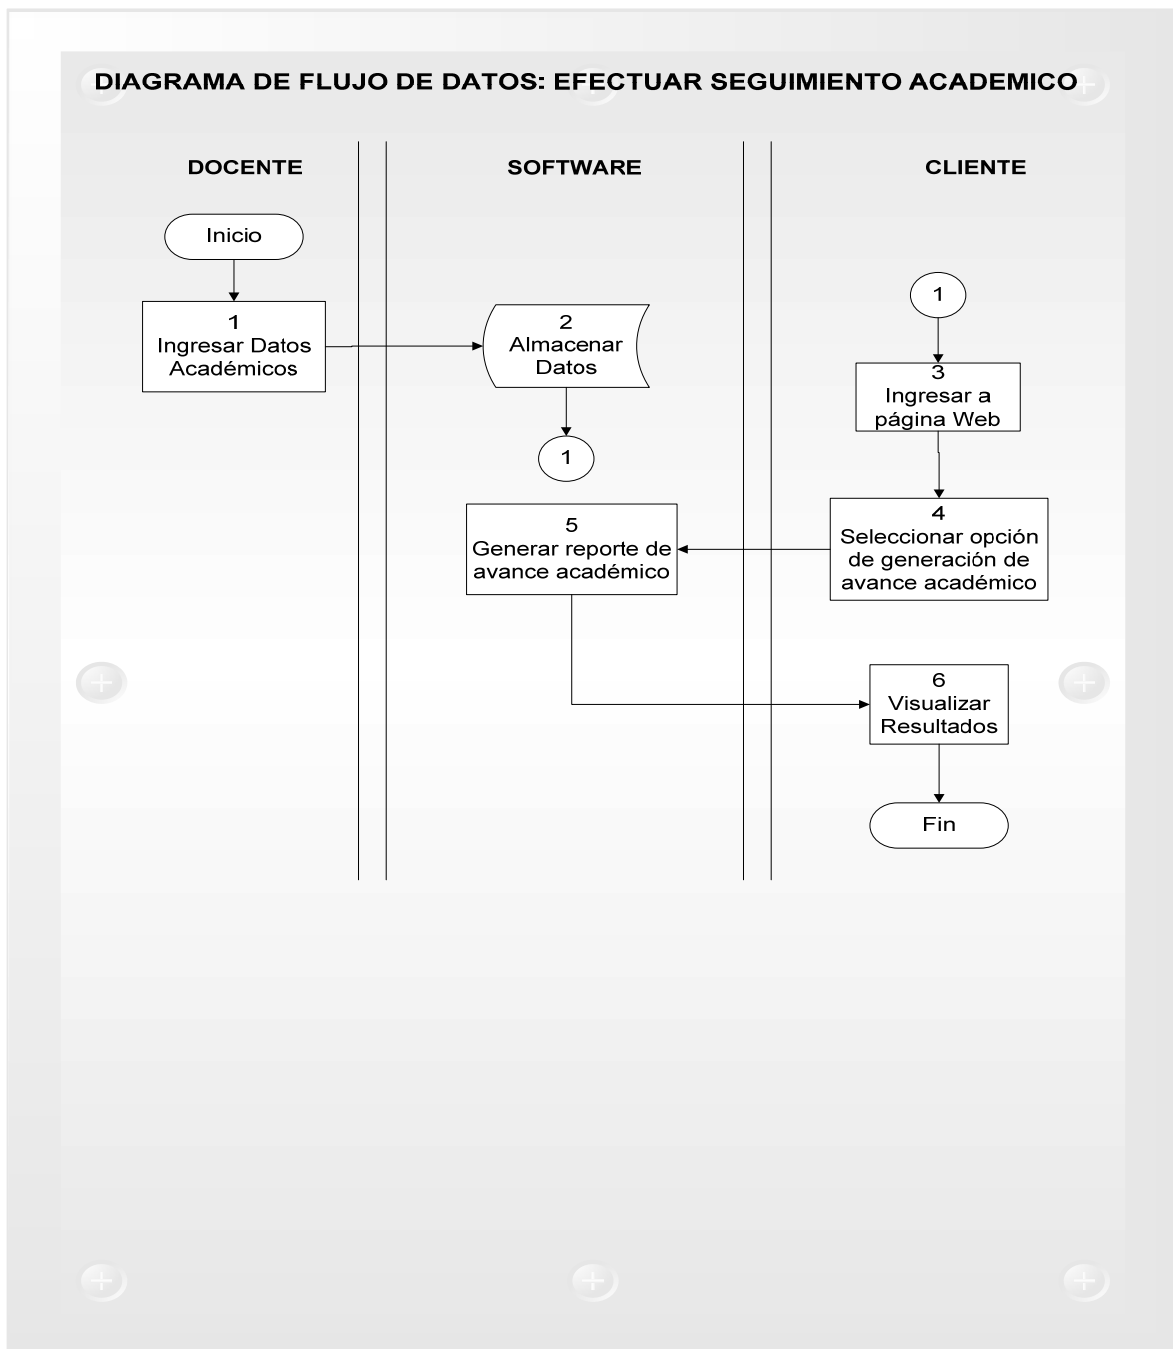 DIAGRAMA DE FLUJO DE DATOS: EFECTUAR SEGUIMIENTO ACADEMICO
DOCENTE
SOFTWARE
CLIENTE
Inicio
1
Ingresar Datos
Académicos
2
Almacenar
Datos
1
1
3
Ingresar a
página Web
4
Seleccionar opción
de generación de
avance académico
5
Generar reporte de
avance académico
6
Visualizar
Resultados
Fin